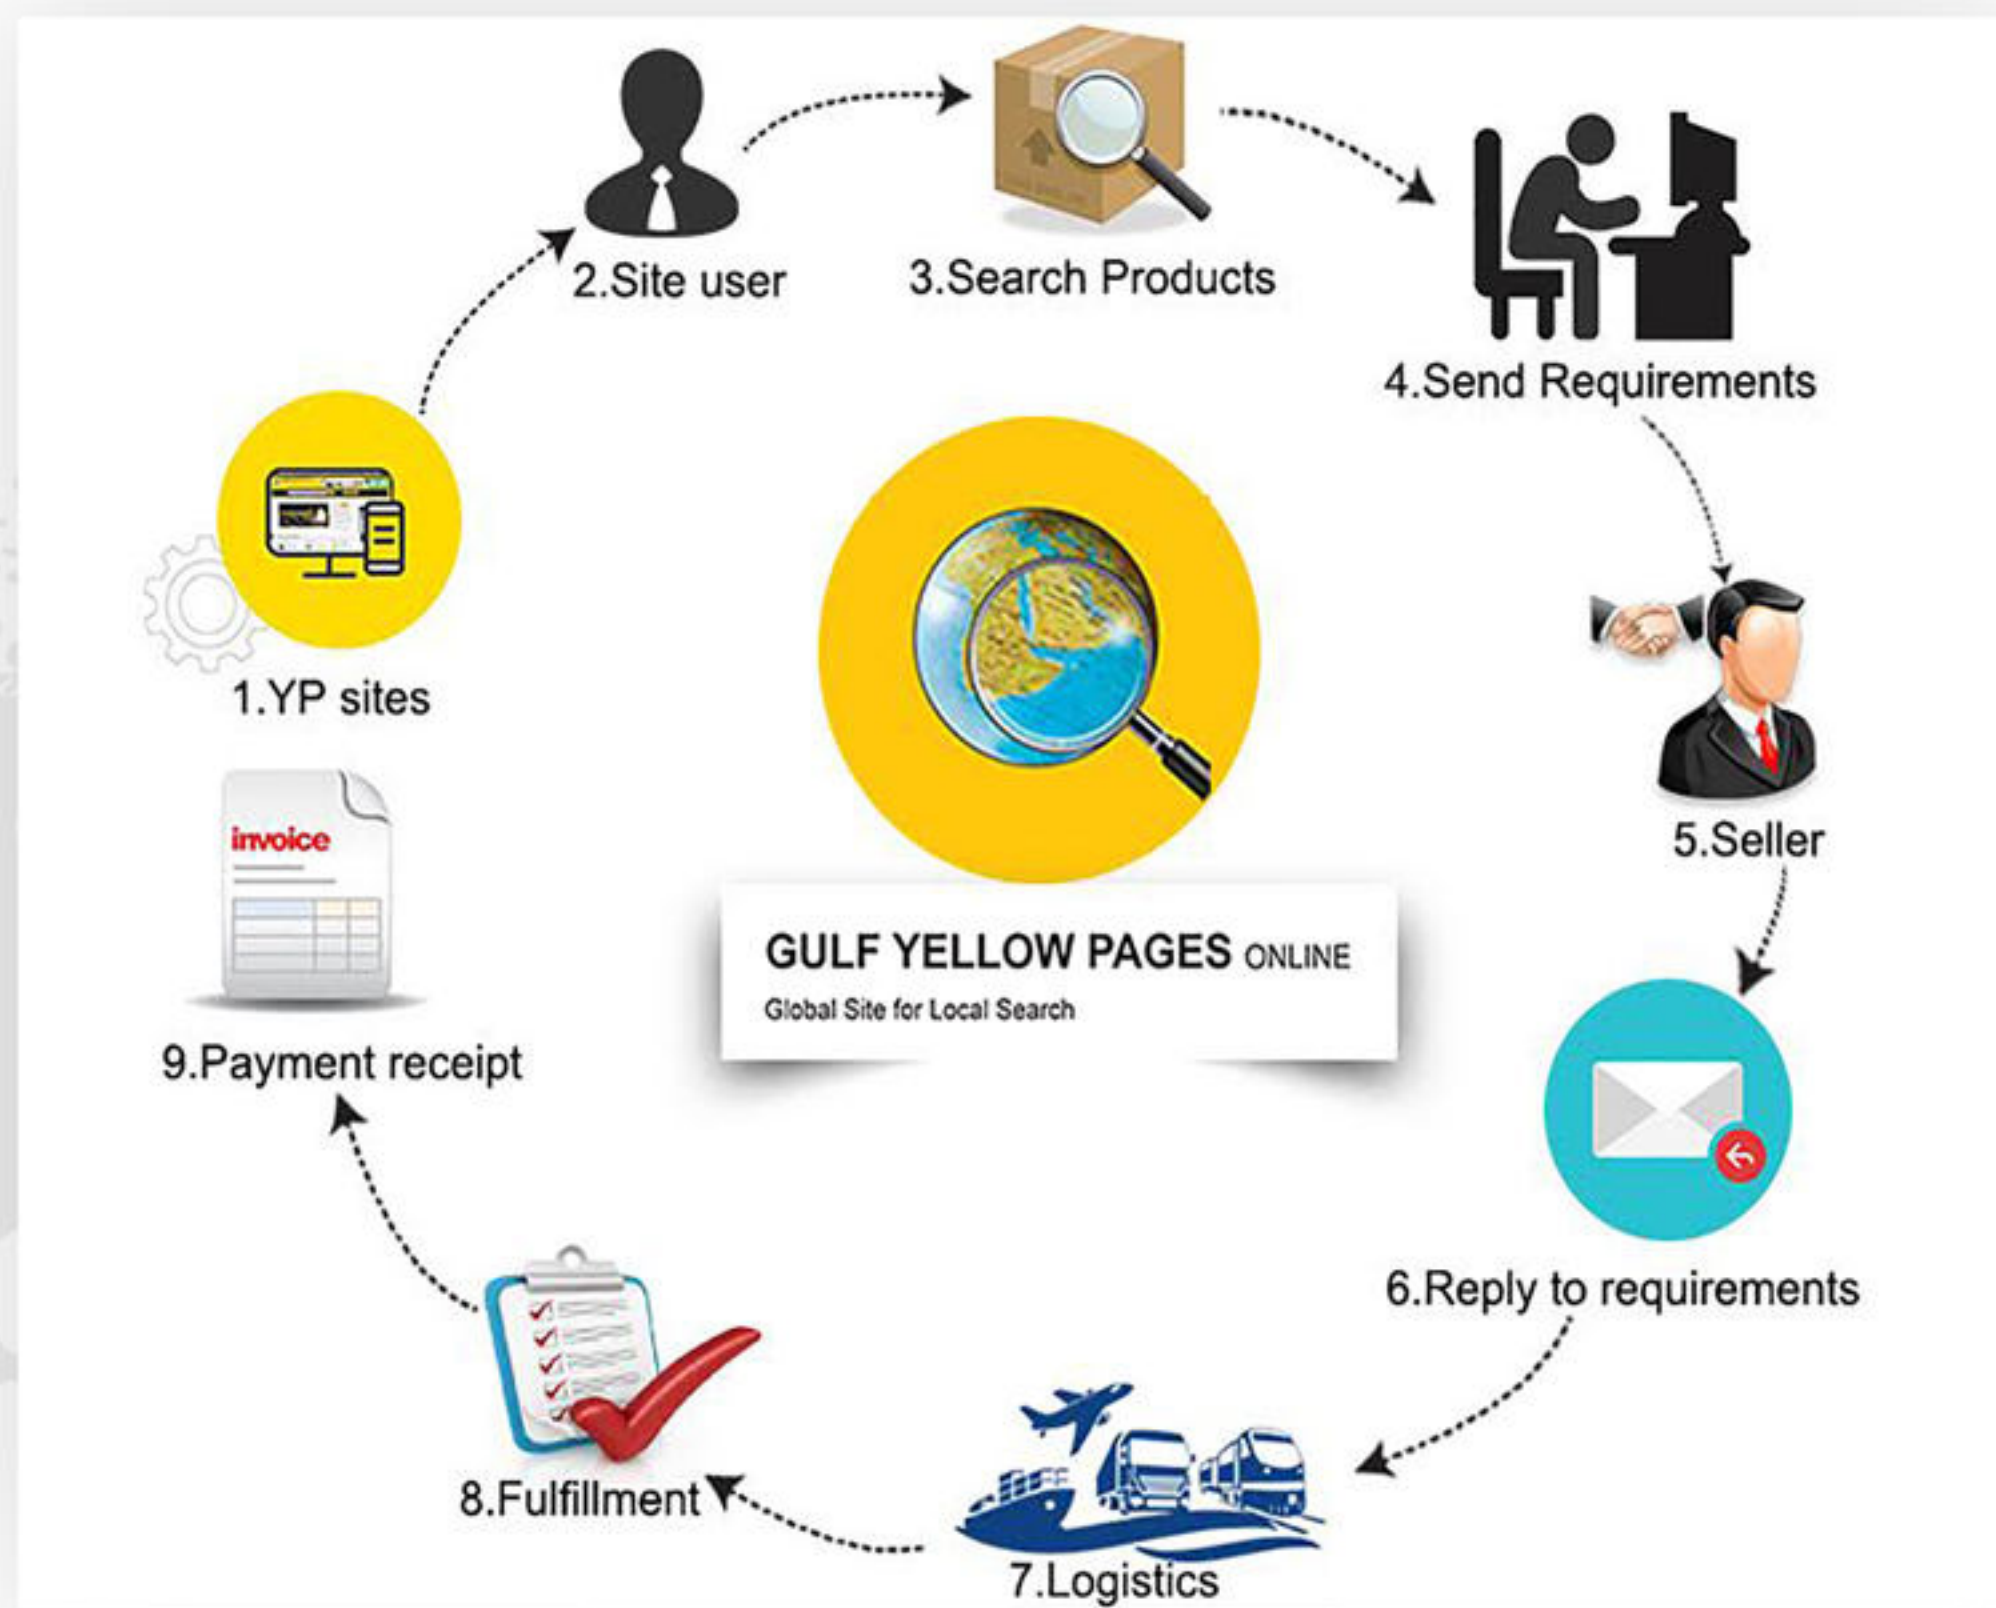 2.Site user
3.Search Products
4.Send Requirements
1.YP sites
5.Seller
invoice
GULF YELLOW PAGES ONLINE
Global Site for Local Search
9.Payment receipt
6.Reply to requirements
8.Fulfillment
7.Logistics